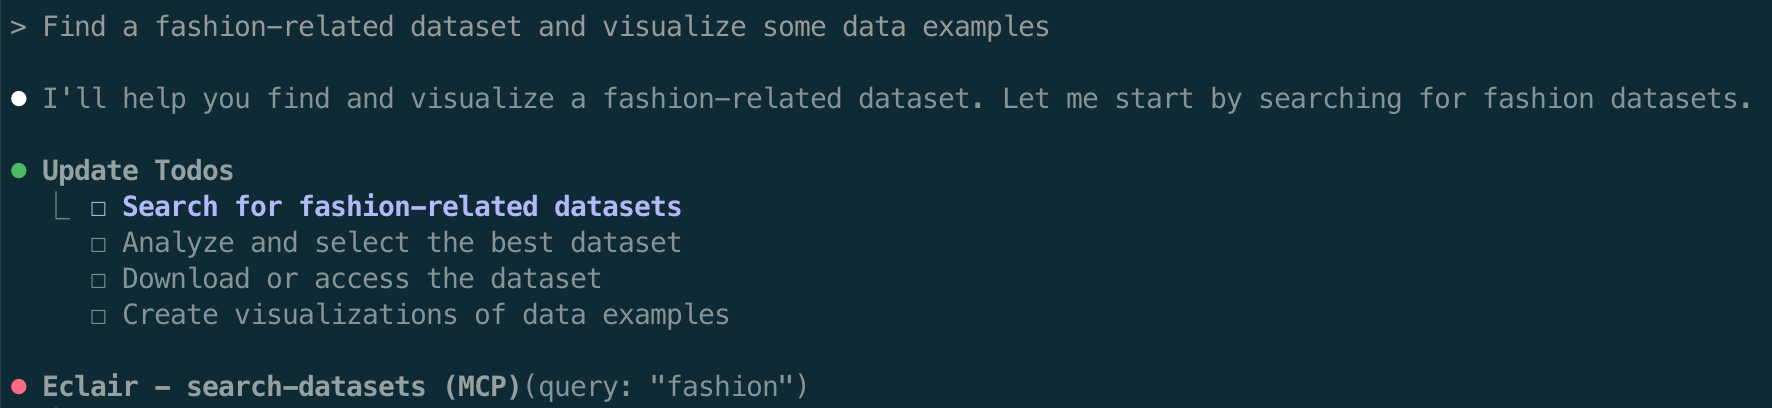 > Find a fashion-related dataset and visualize some data examples
● I'll help you find and visualize a fashion-related dataset. Let me start by searching for fashion datasets.
● Update Todos
⎿ ☐ Search for fashion-related datasets
☐ Analyze and select the best dataset
☐ Download or access the dataset
☐ Create visualizations of data examples
● Eclair - search-datasets (MCP)(query: "fashion")